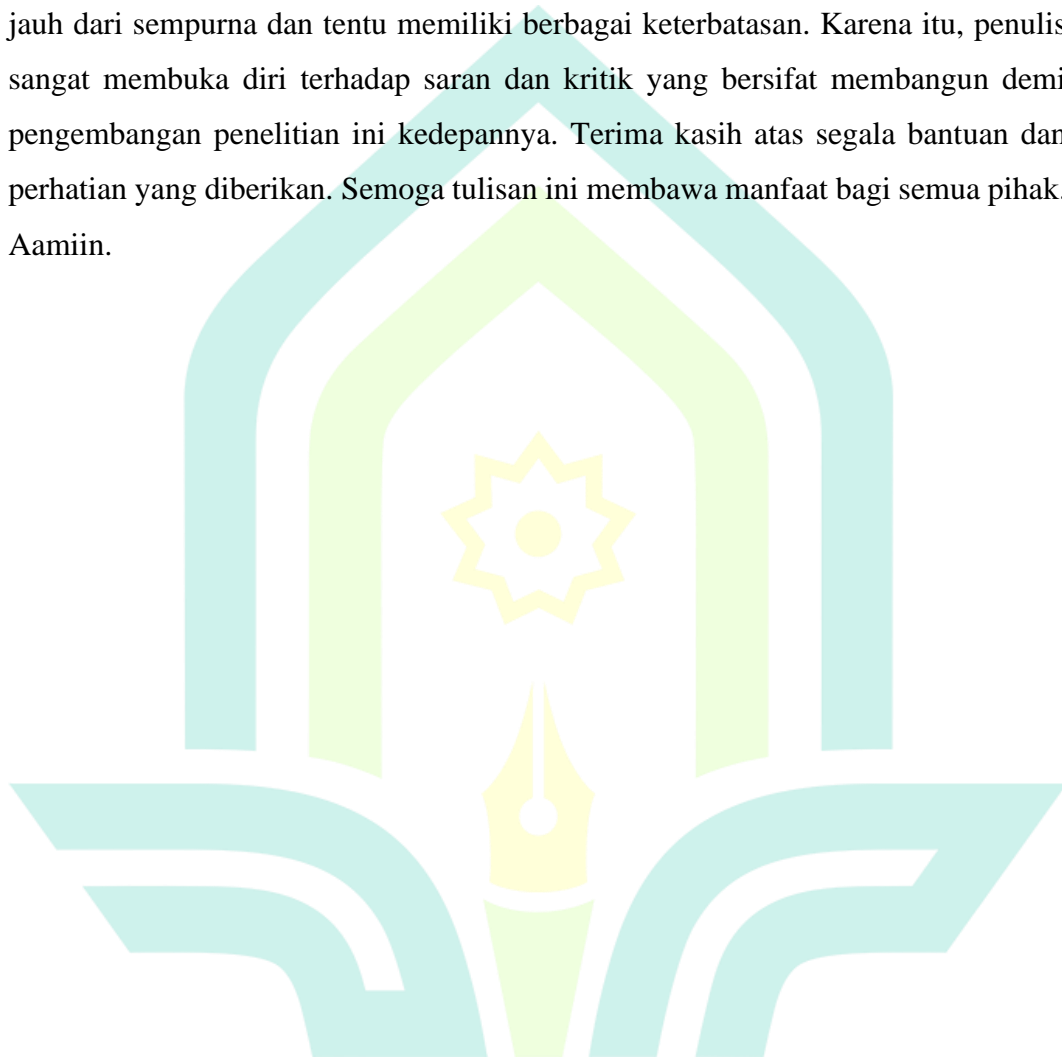 jauh dari sempurna dan tentu memiliki berbagai keterbatasan. Karena itu, penulis
sangat membuka diri terhadap saran dan kritik yang bersifat membangun demi
pengembangan penelitian ini kedepannya. Terima kasih atas segala bantuan dan
perhatian yang diberikan. Semoga tulisan ini membawa manfaat bagi semua pihak.
Aamiin.